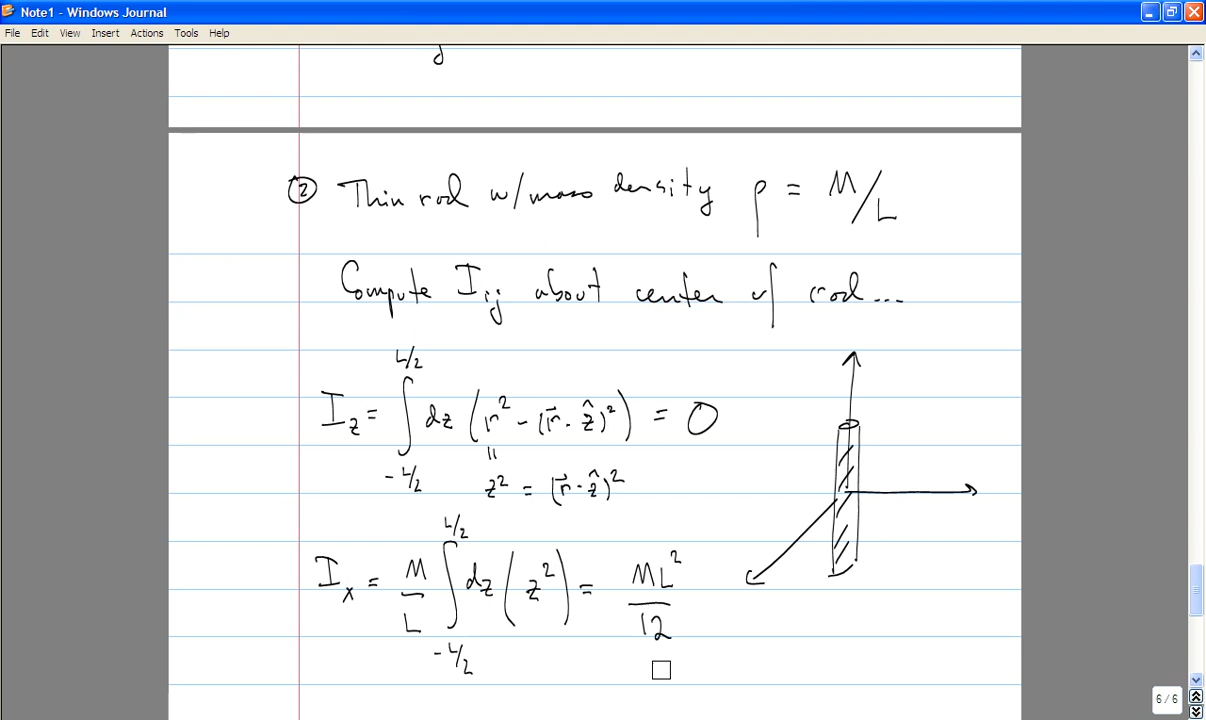 Note1 - Windows Journal
File Edit View Insert Actions Tools Help
② Thin rod w/mass density ρ = M/L
Compute Iij about center of rod...
I_z = ∫_{-L/2}^{L/2} dz (r² - (r⃗ · ẑ)²) = 0
z² = (r⃗ · ẑ)²
I_x = M/L ∫_{-L/2}^{L/2} dz (z²) = ML²/12
6 / 6